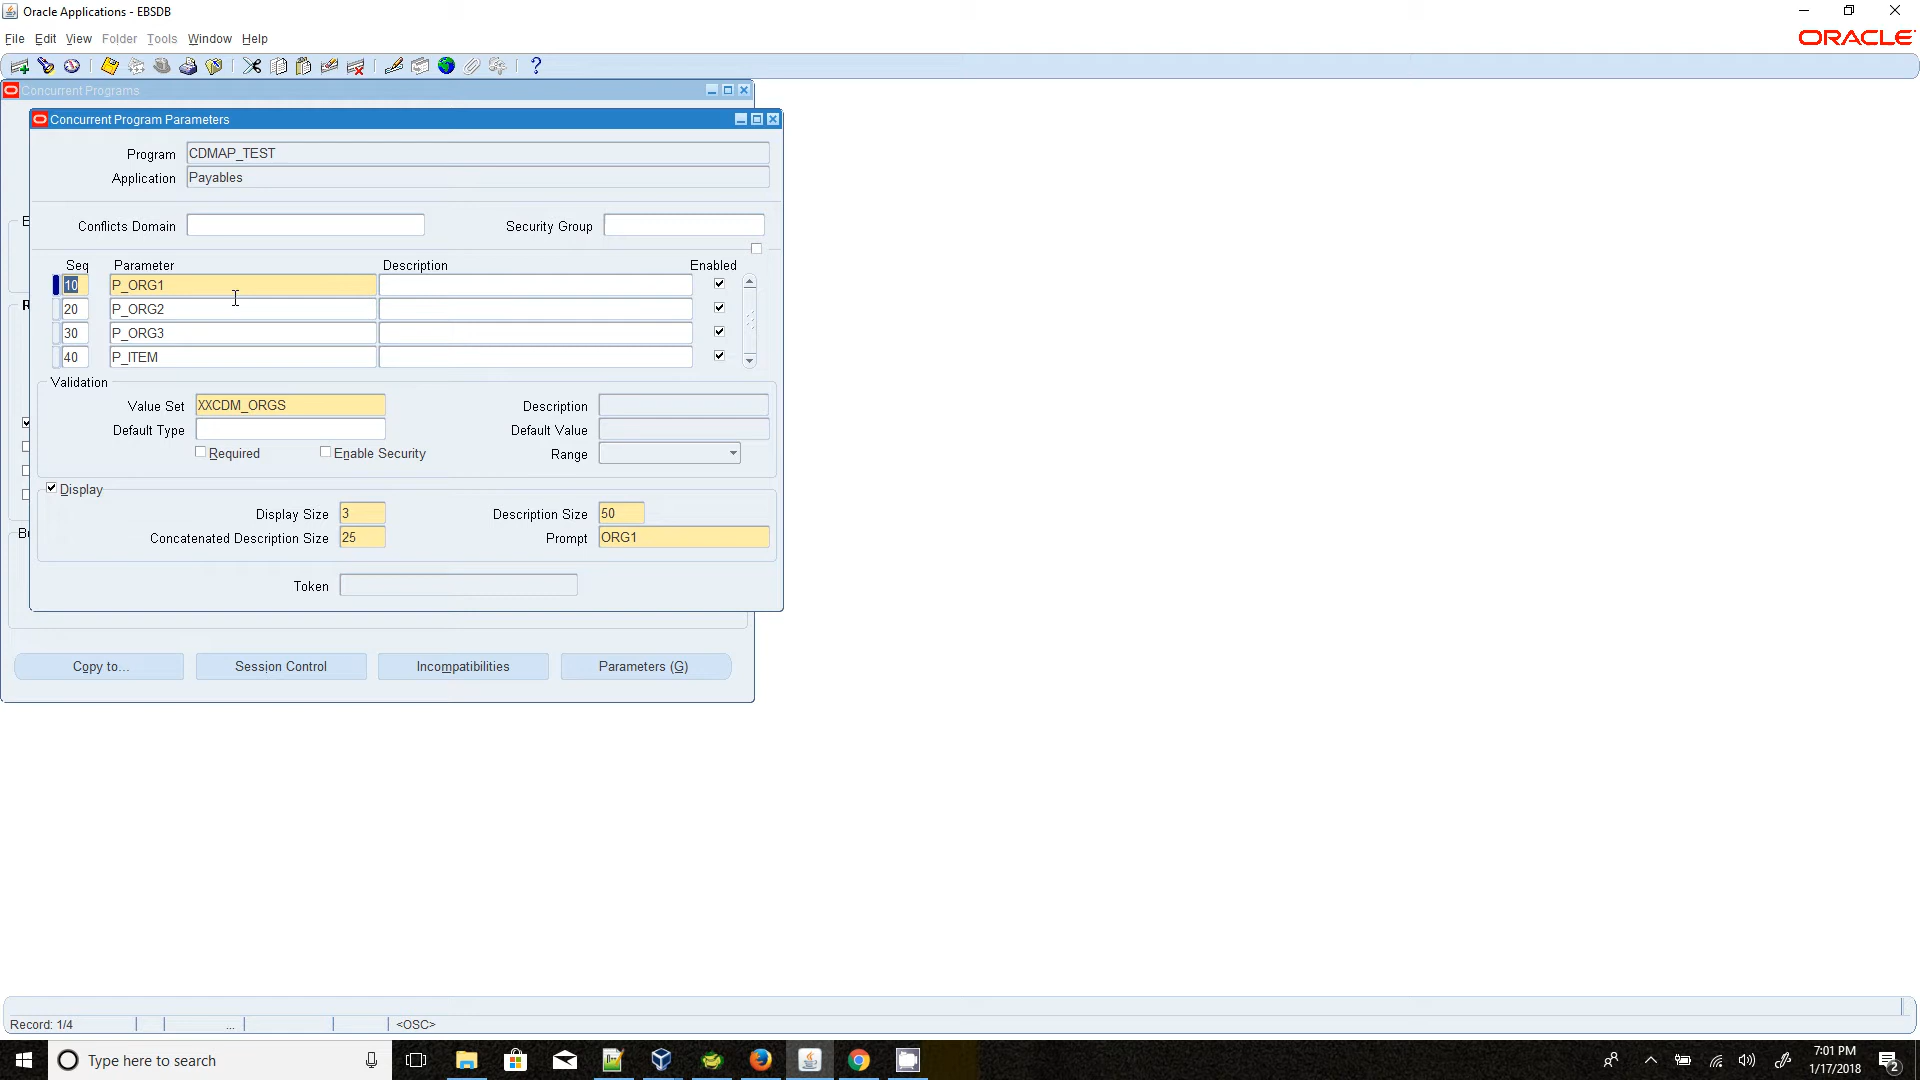 Oracle Applications - EBSDB
File Edit View Folder Tools Window Help
ORACLE
?
Concurrent Programs
Concurrent Program Parameters
Program CDMAP_TEST
Application Payables
Conflicts Domain Security Group
Seq Parameter Description Enabled
10 P_ORG1
20 P_ORG2
30 P_ORG3
40 P_ITEM
Validation
Value Set XXCDM_ORGS Description
Default Type Default Value
Required Enable Security Range
Display
Display Size 3 Description Size 50
Concatenated Description Size 25 Prompt ORG1
Token
Copy to... Session Control Incompatibilities Parameters (G)
Record: 1/4 ... <OSC>
Type here to search
7:01 PM
1/17/2018
2